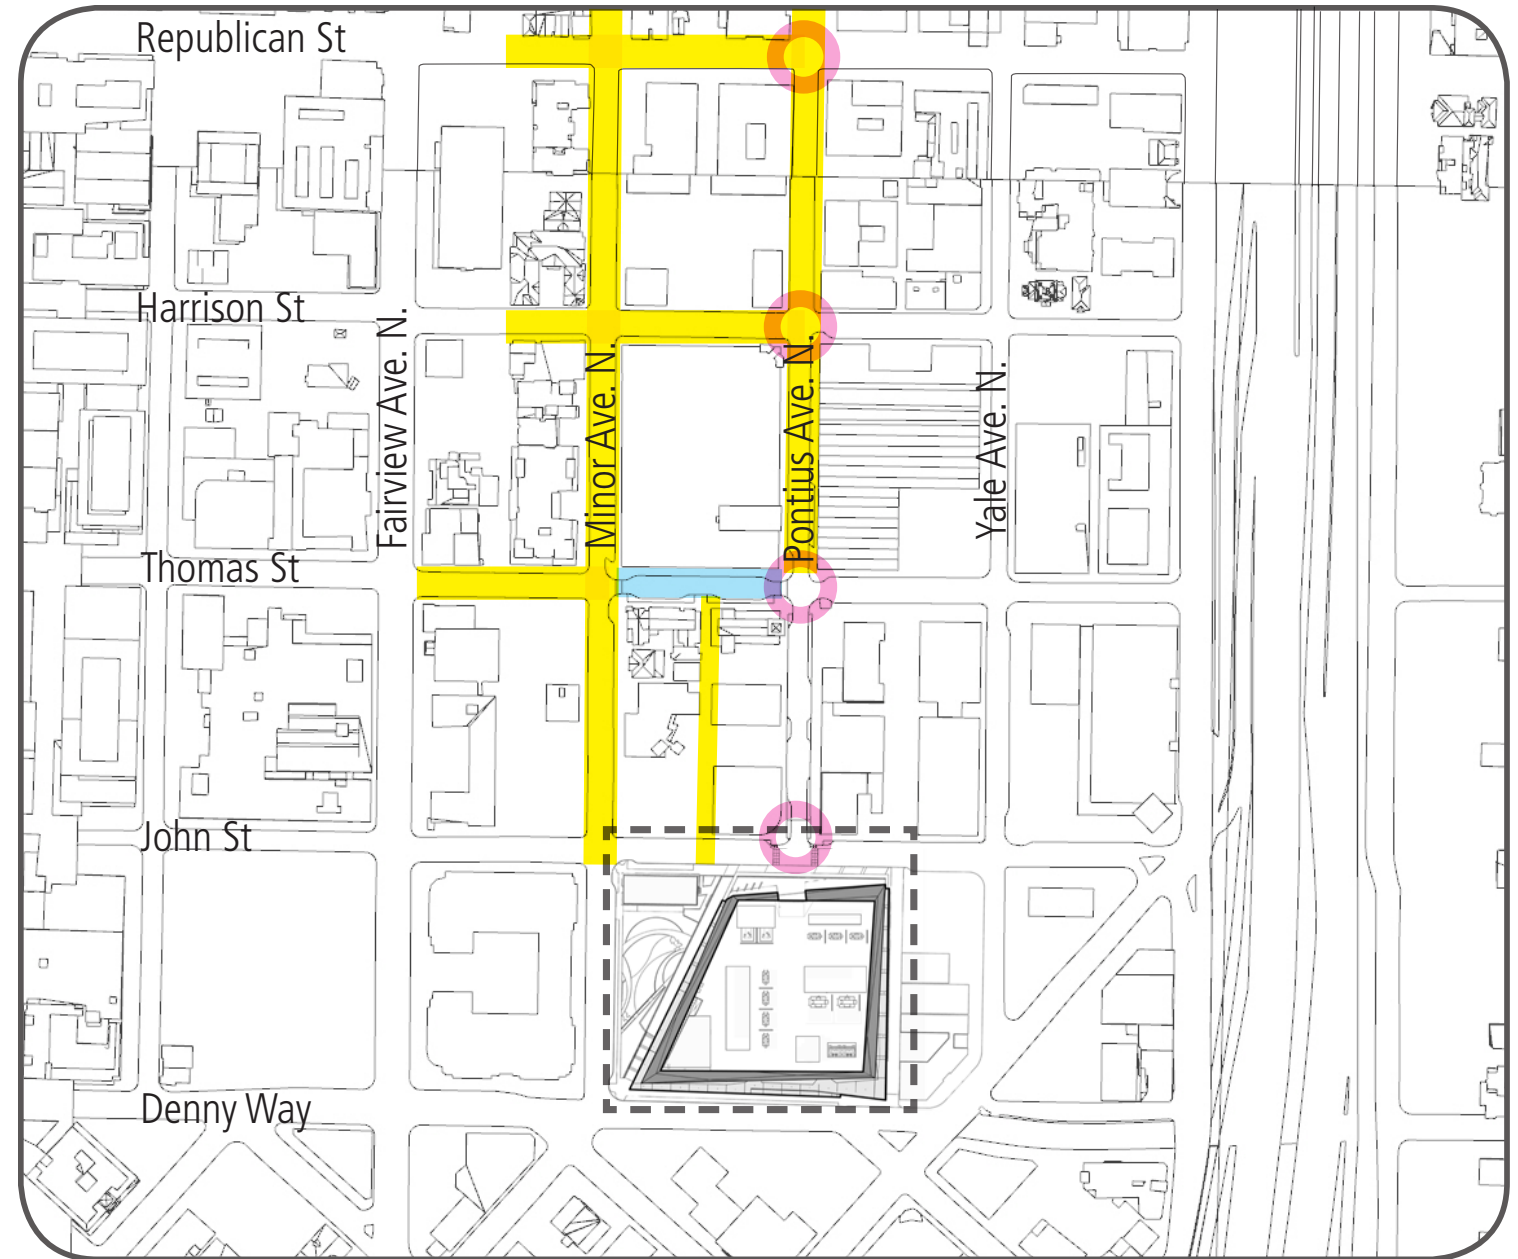 Republican St
Harrison St
Fairview Ave. N.
Minor Ave. N.
Pontius Ave. N.
Yale Ave. N.
Thomas St
John St
Denny Way